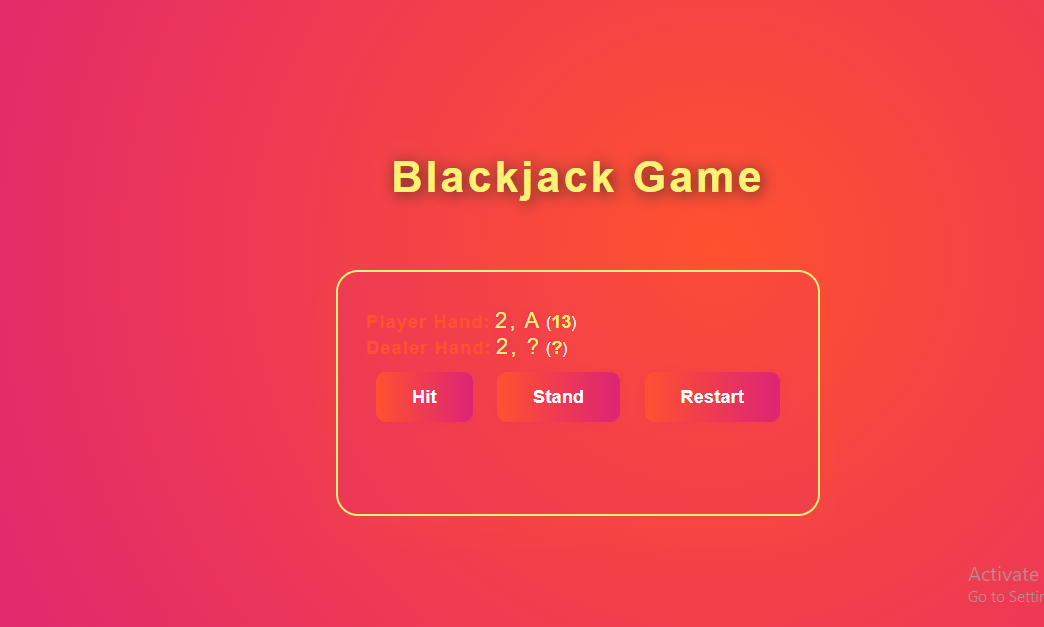 Blackjack Game
Player Hand: 2, A (13)
Dealer Hand: 2, ? (?)
Hit Stand Restart
Activate
Go to Settin